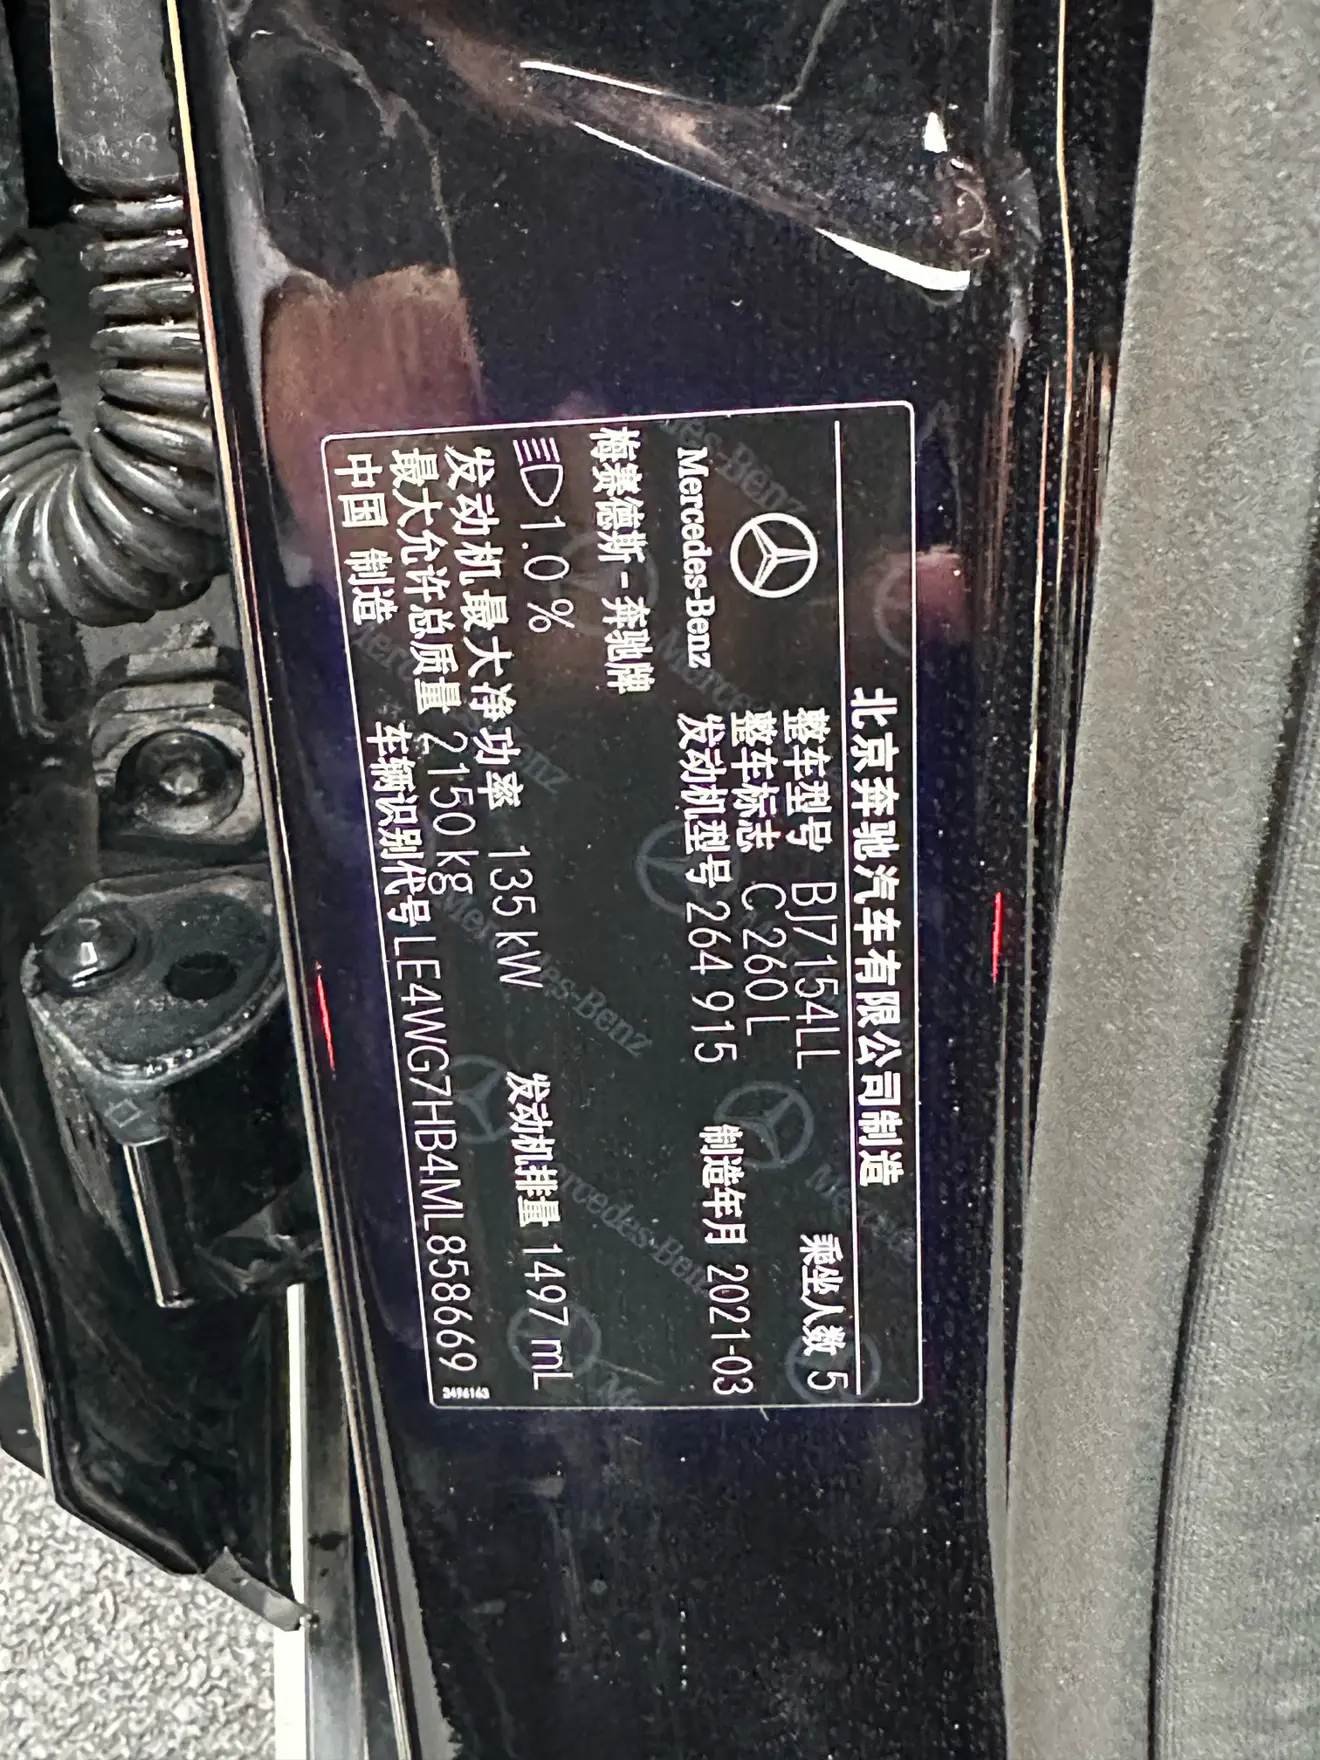 北京奔驰汽车有限公司制造
Mercedes-Benz
整车型号 BJ7154LL 乘坐人数 5
整车标志 C 260 L
发动机型号 264 915 制造年月 2021-03
梅赛德斯-奔驰牌
1.0 %
发动机最大净功率 135 kW 发动机排量 1497 mL
最大允许总质量 2150 kg
中国 制造 车辆识别代号 LE4WG7HB4ML858669
2496163